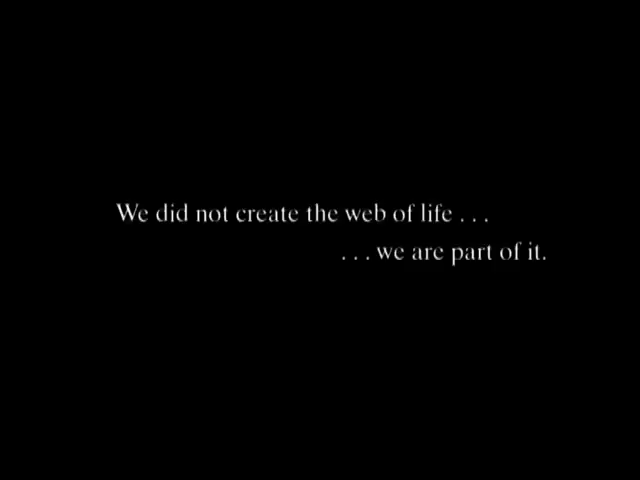 We did not create the web of life . . .
. . . we are part of it.